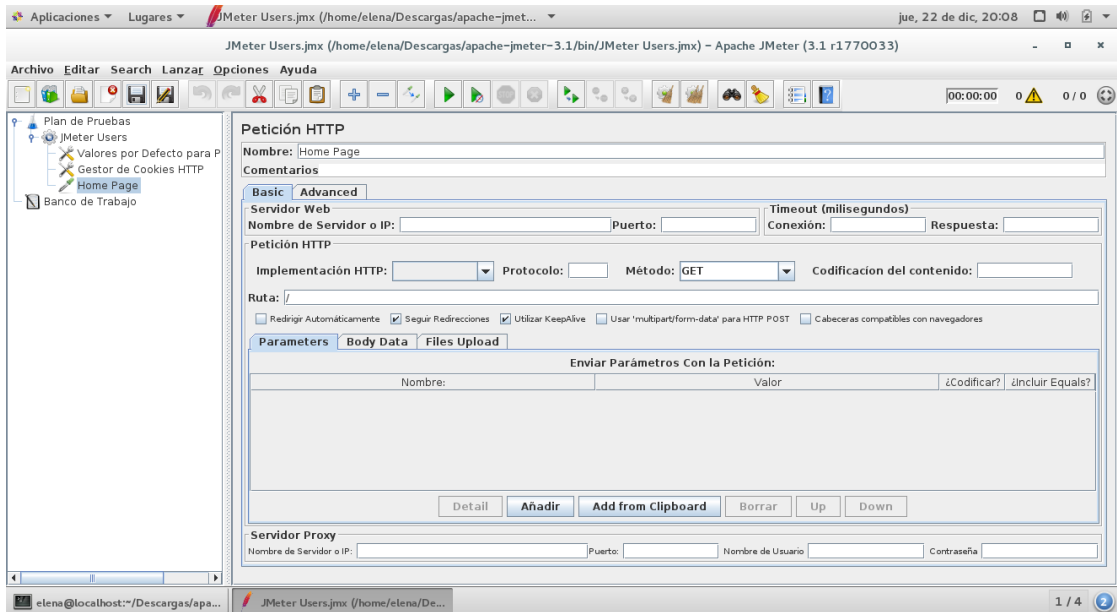 Aplicaciones Lugares JMeter Users.jmx (/home/elena/Descargas/apache-jmet... jue, 22 de dic, 20:08
JMeter Users.jmx (/home/elena/Descargas/apache-jmeter-3.1/bin/JMeter Users.jmx) - Apache JMeter (3.1 r1770033)
Archivo Editar Search Lanzar Opciones Ayuda
00:00:00 0 0 / 0
Plan de Pruebas
JMeter Users
Valores por Defecto para P
Gestor de Cookies HTTP
Home Page
Banco de Trabajo
Petición HTTP
Nombre: Home Page
Comentarios
Basic Advanced
Servidor Web Timeout (milisegundos)
Nombre de Servidor o IP: Puerto: Conexión: Respuesta:
Petición HTTP
Implementación HTTP: Protocolo: Método: GET Codificacíon del contenido:
Ruta: /
Redirigir Automáticamente Seguir Redirecciones Utilizar KeepAlive Usar 'multipart/form-data' para HTTP POST Cabeceras compatibles con navegadores
Parameters Body Data Files Upload
Enviar Parámetros Con la Petición:
Nombre: Valor ¿Codificar? ¿Incluir Equals?
Detail Añadir Add from Clipboard Borrar Up Down
Servidor Proxy
Nombre de Servidor o IP: Puerto: Nombre de Usuario Contraseña
elena@localhost:~/Descargas/apa... JMeter Users.jmx (/home/elena/De... 1 / 4 2